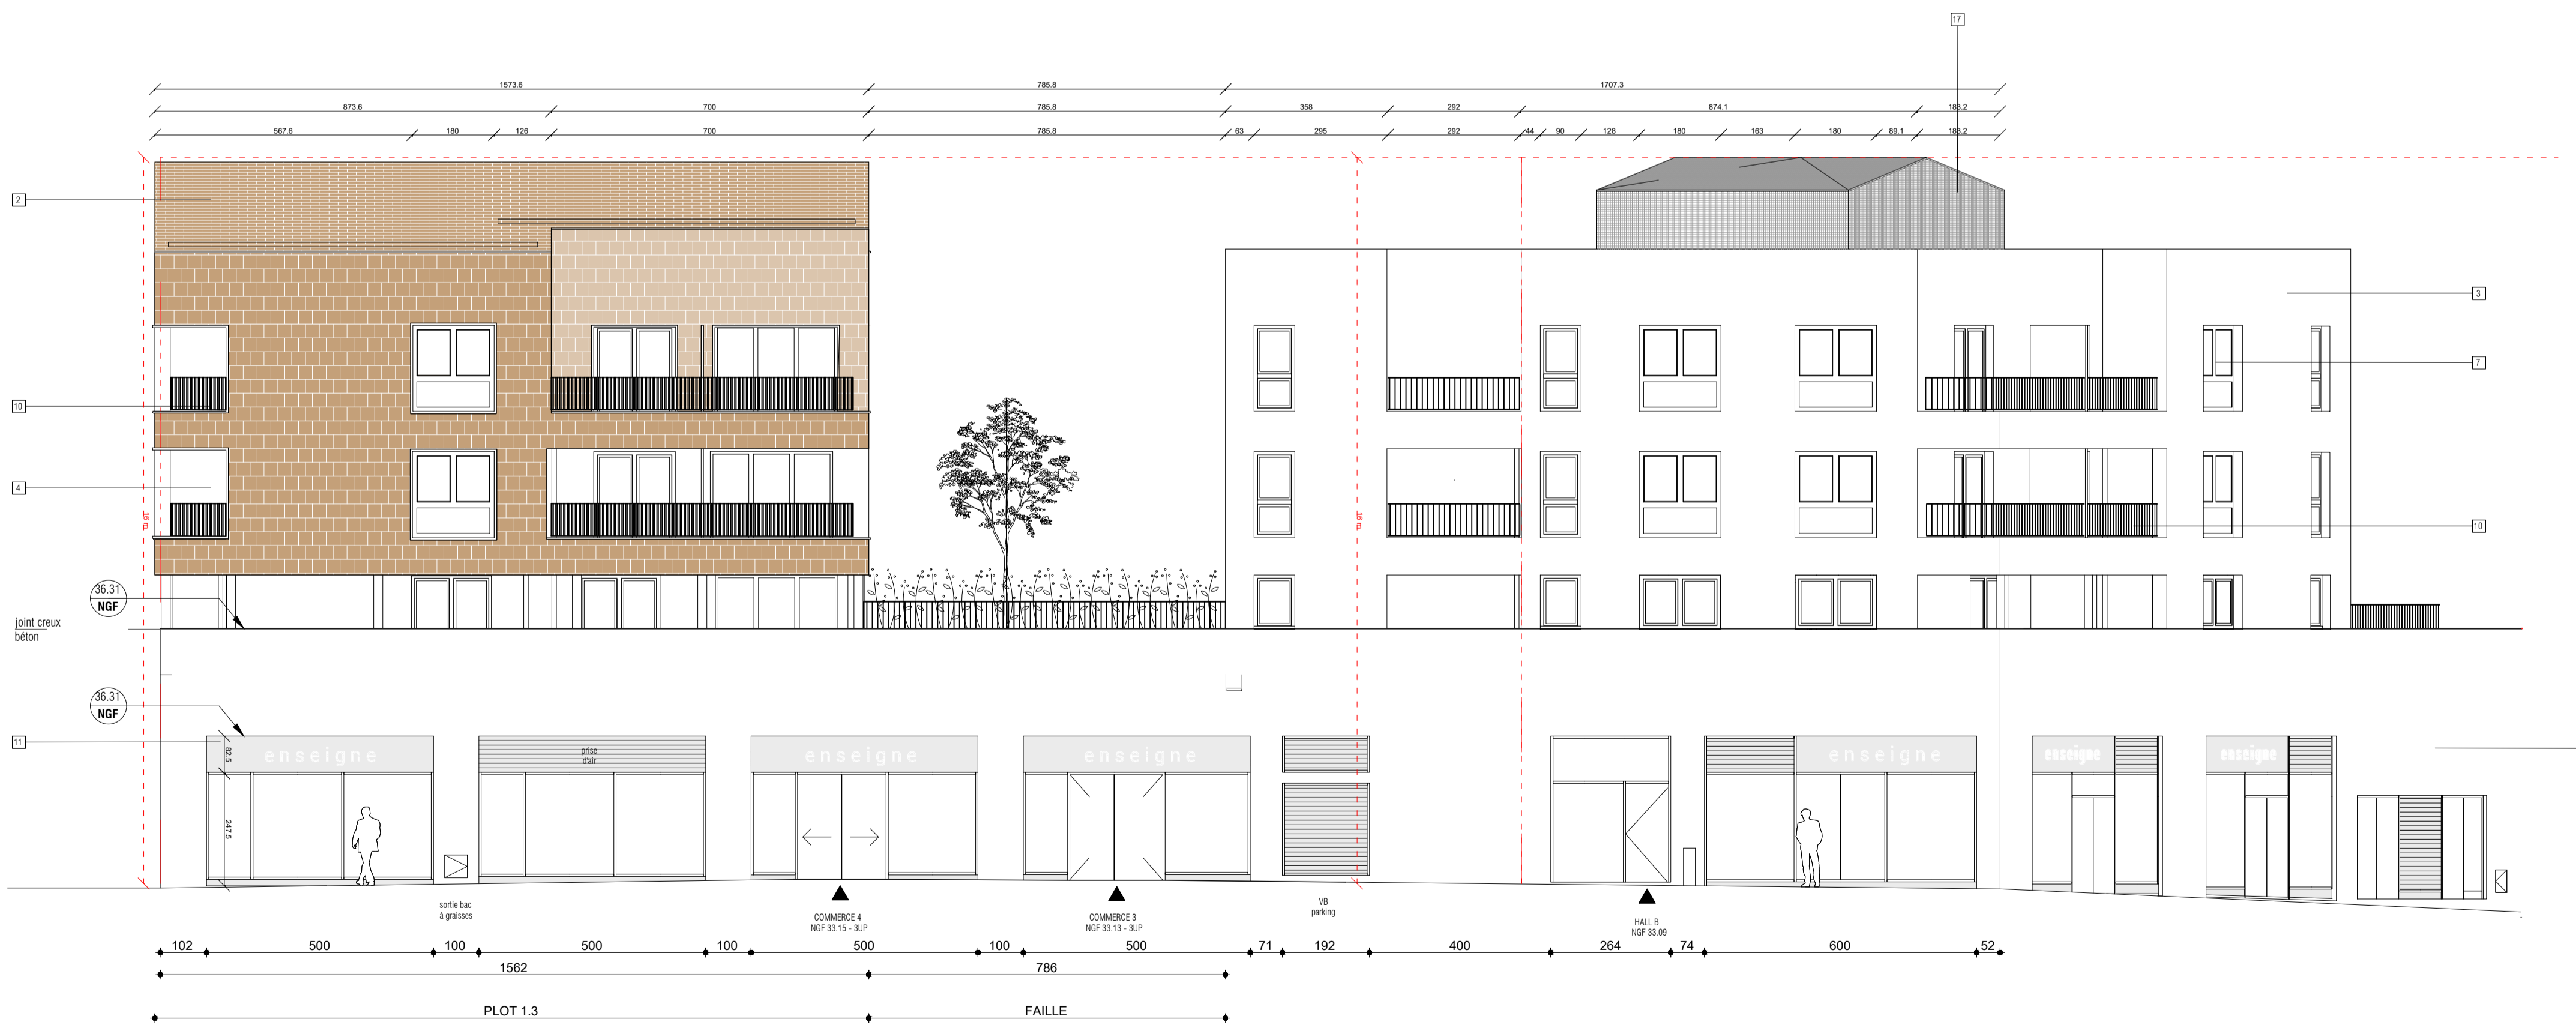 17
1573.6 785.8 1707.3
873.6 700 785.8 358 292 874.1 183.2
567.6 180 126 700 785.8 63 295 292 44 90 128 180 163 180 89.1 183.2
2
3
7
10
4
16 m.
16 m.
10
36.31
NGF
joint creux
béton
36.31
NGF
11
82.5
247.5
enseigne
prise
d'air
enseigne
enseigne
enseigne
enseigne
enseigne
sortie bac
à graisses
COMMERCE 4
NGF 33.15 - 3UP
COMMERCE 3
NGF 33.13 - 3UP
VB
parking
HALL B
NGF 33.09
102 500 100 500 100 500 100 500 71 192 400 264 74 600 52
1562 786
PLOT 1.3 FAILLE